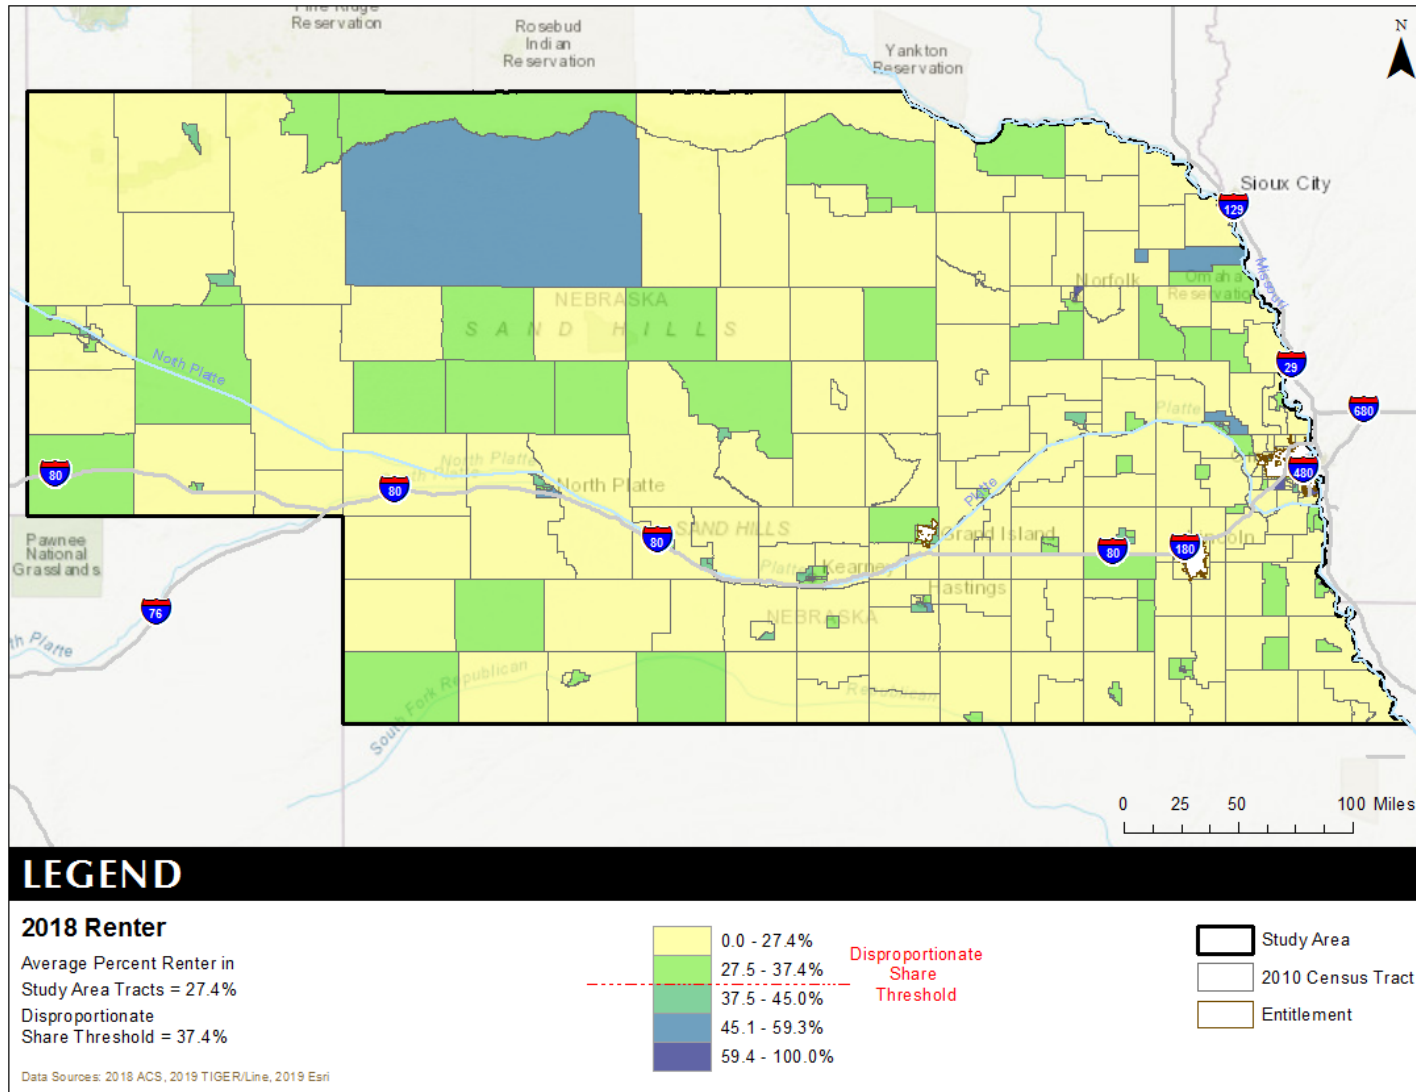 Pine Ridge
Reservation
Rosebud
Indian
Reservation
Yankton
Reservation
N
Sioux City
129
Missouri
Norfolk
Omaha
Reservation
NEBRASKA
SAND HILLS
North Platte
29
680
Platte
80
North Platte
North Platte
80
North Platte
480
Platte
SAND HILLS
80
Grand Island
80
180
Lincoln
Pawnee
National
Grasslands
Platte
Kearney
Hastings
76
NEBRASKA
th Platte
South Fork Republican
Republican
0 25 50 100 Miles
LEGEND
2018 Renter
Average Percent Renter in
Study Area Tracts = 27.4%
Disproportionate
Share Threshold = 37.4%
Data Sources: 2018 ACS, 2019 TIGER/Line, 2019 Esri
0.0 - 27.4%
27.5 - 37.4%
37.5 - 45.0%
45.1 - 59.3%
59.4 - 100.0%
Disproportionate
Share
Threshold
Study Area
2010 Census Tract
Entitlement